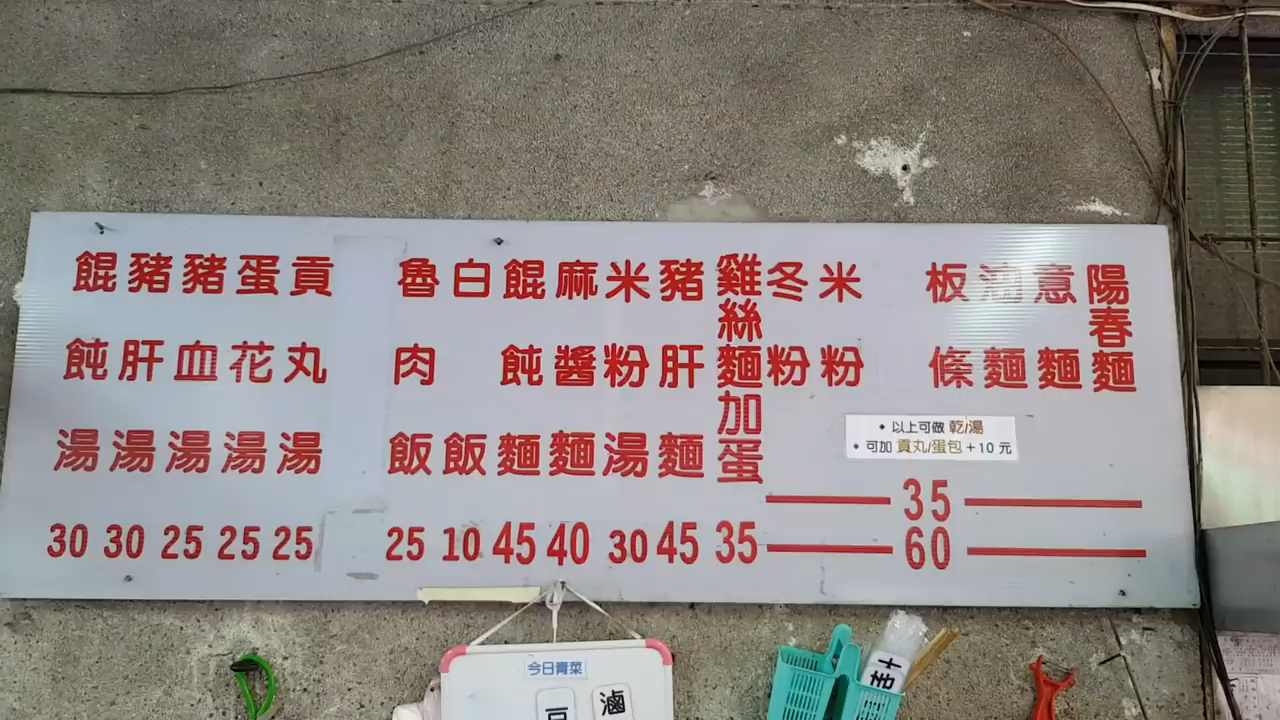 陽春麵
意麵
油麵
板條
米粉
冬粉
35
60
• 以上可做 乾/湯
• 可加 貢丸/蛋包 +10 元
雞絲麵加蛋 35
豬肝麵 45
米粉湯 30
麻醬麵 40
餛飩麵 45
白飯 10
魯肉飯 25
貢丸湯 25
蛋花湯 25
豬血湯 25
豬肝湯 30
餛飩湯 30
今日青菜
滷